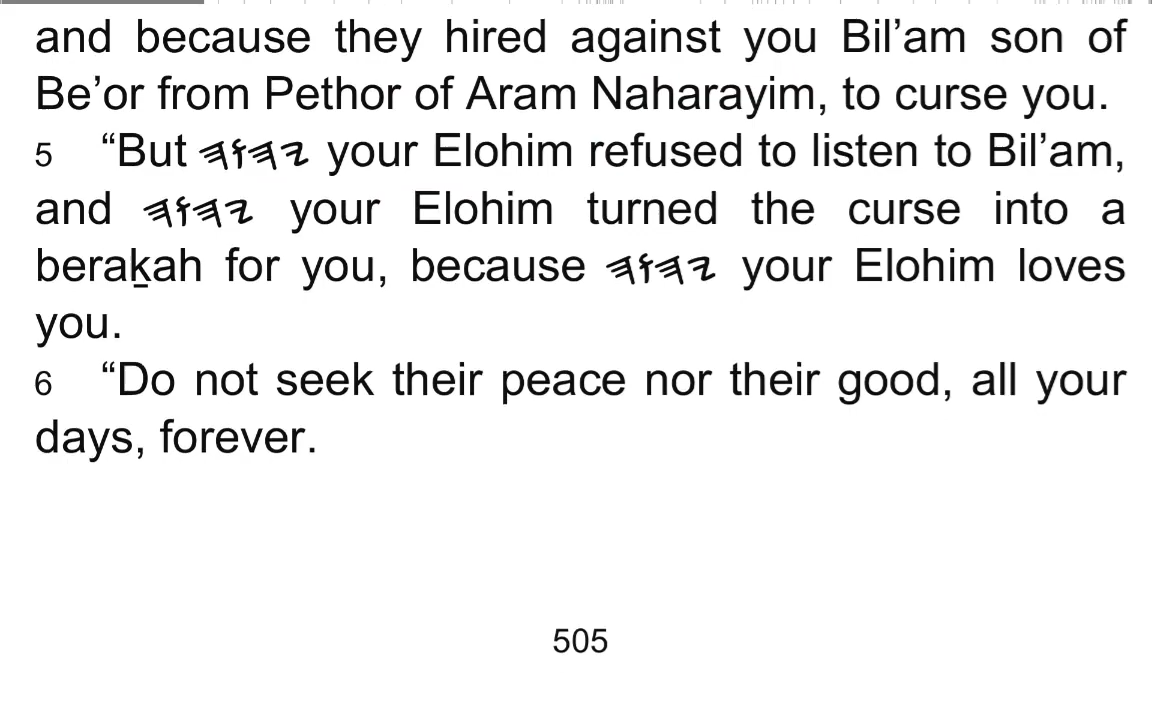 and because they hired against you Bil’am son of
Be’or from Pethor of Aram Naharayim, to curse you.
5 “But 𐤉𐤄𐤅𐤄 your Elohim refused to listen to Bil’am,
and 𐤉𐤄𐤅𐤄 your Elohim turned the curse into a
beraḵah for you, because 𐤉𐤄𐤅𐤄 your Elohim loves
you.
6 “Do not seek their peace nor their good, all your
days, forever.
505